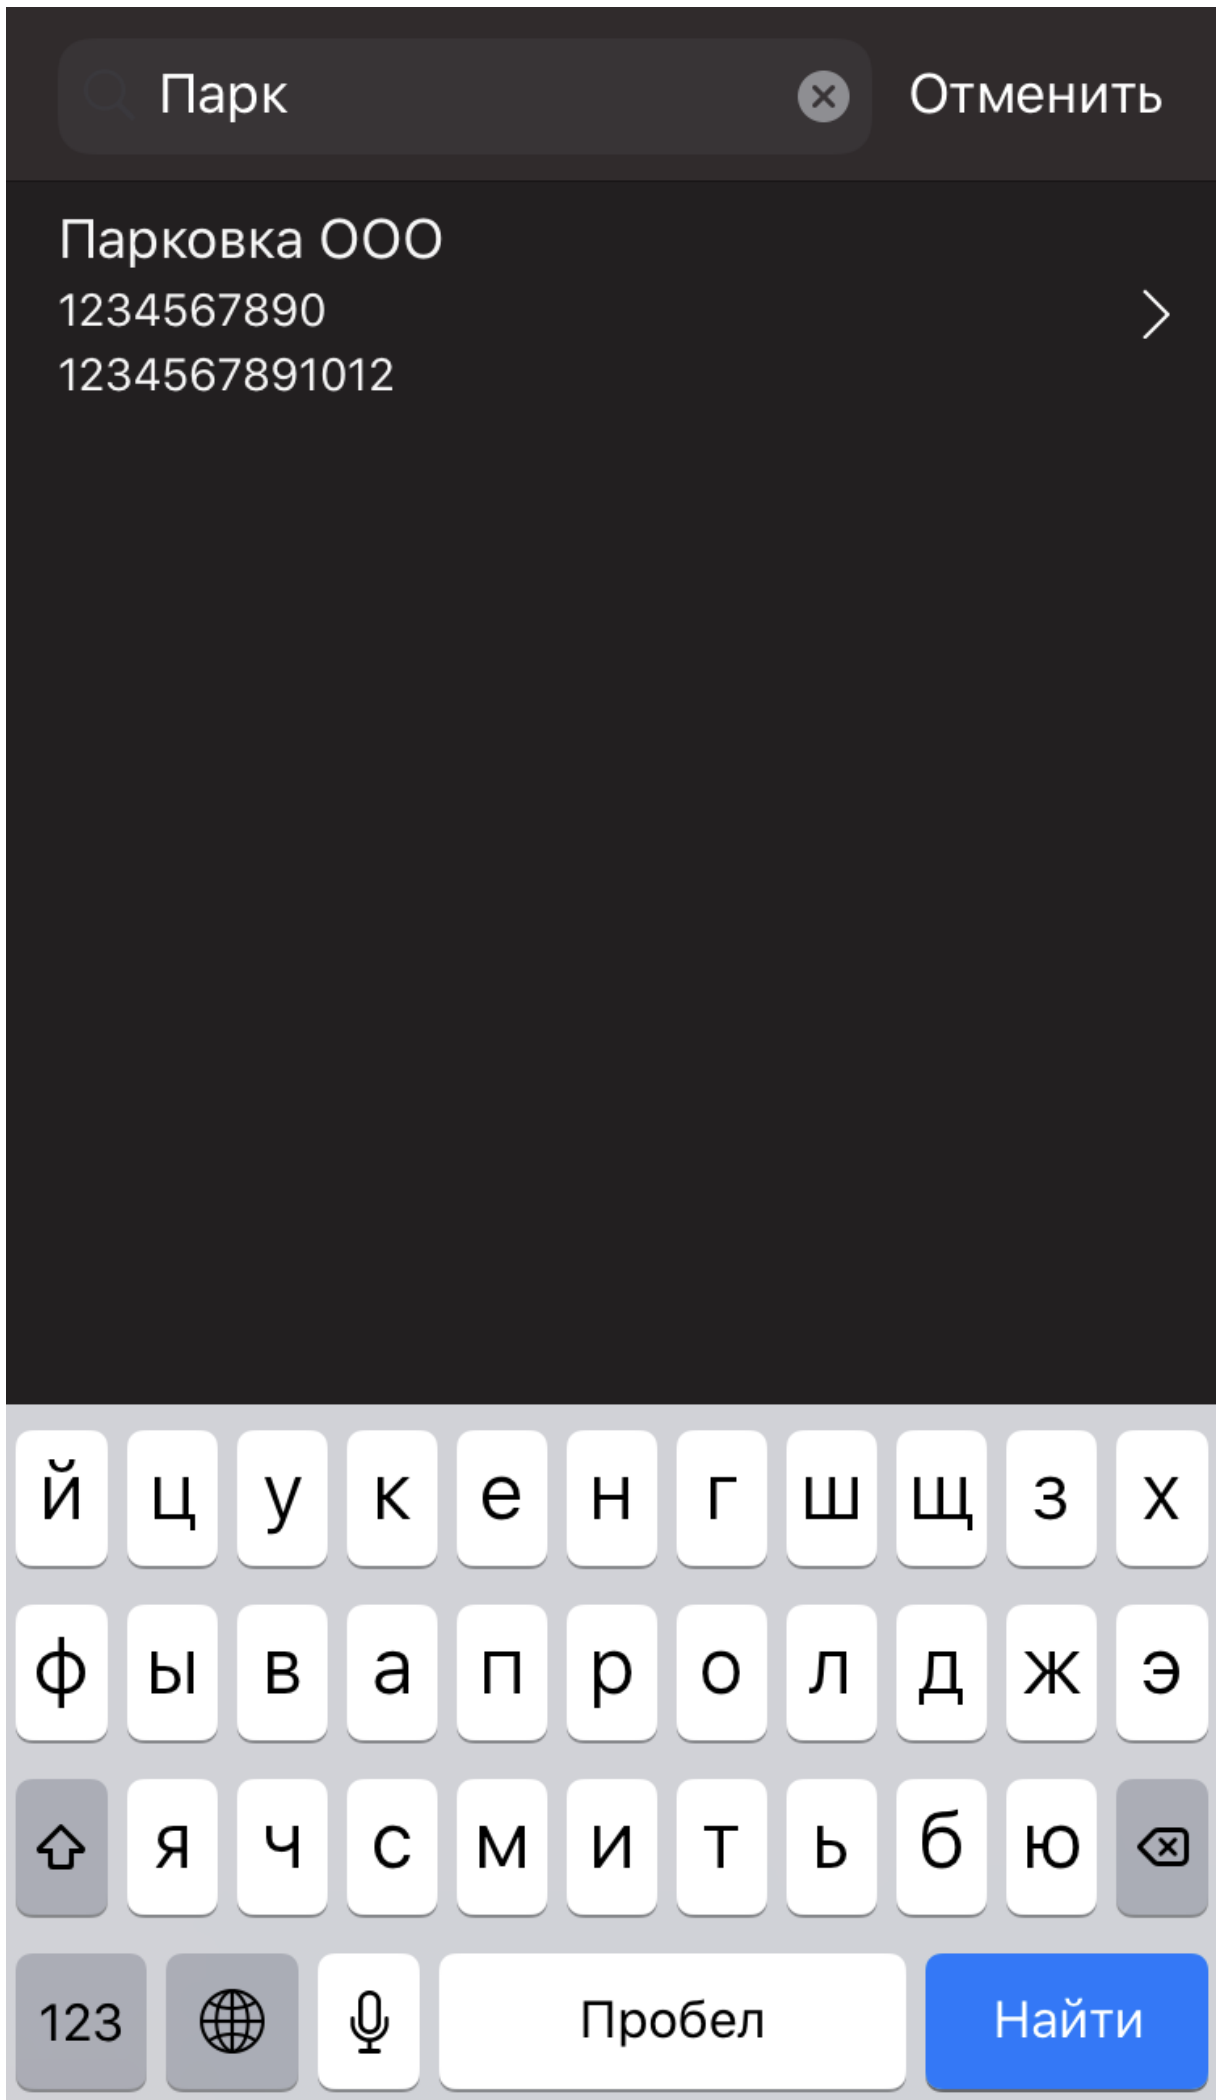 Парк
Отменить
Парковка ООО
1234567890
1234567891012
й ц у к е н г ш щ з х
ф ы в а п р о л д ж э
я ч с м и т ь б ю
123 Пробел Найти